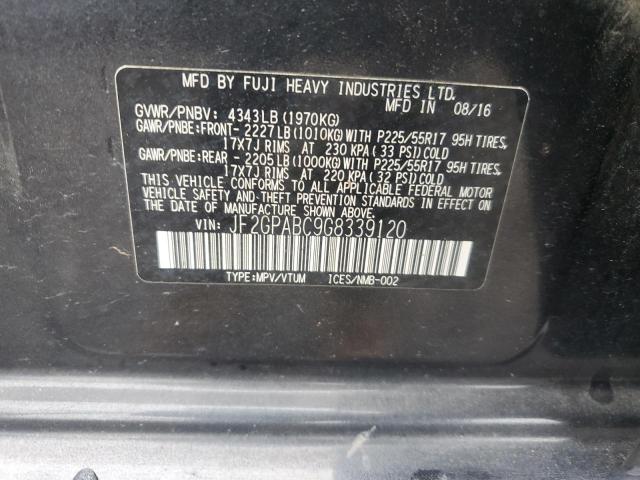 MFD BY FUJI HEAVY INDUSTRIES LTD.
MFD IN 08/16
GVWR/PNBV: 4343LB(1970KG)
GAWR/PNBE:FRONT-2227LB(1010KG)WITH P225/55R17 95H TIRES,
17X7J RIMS AT 230 KPA(33 PSI)COLD
GAWR/PNBE:REAR -2205LB(1000KG)WITH P225/55R17 95H TIRES,
17X7J RIMS AT 220 KPA(32 PSI)COLD
THIS VEHICLE CONFORMS TO ALL APPLICABLE FEDERAL MOTOR
VEHICLE SAFETY AND THEFT PREVENTION STANDARDS IN EFFECT
ON THE DATE OF MANUFACTURE SHOWN ABOVE.
VIN: JF2GPABC9G8339120
TYPE:MPV/VTUM ICES/NMB-002